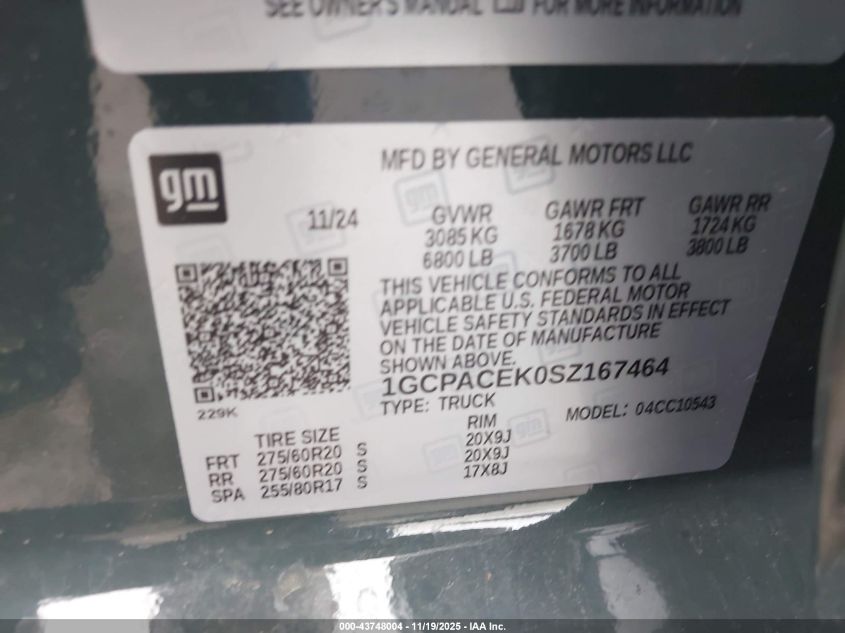 SEE OWNER'S MANUAL FOR MORE INFORMATION
gm
MFD BY GENERAL MOTORS LLC
11/24
GVWR GAWR FRT GAWR RR
3085 KG 1678 KG 1724 KG
6800 LB 3700 LB 3800 LB
THIS VEHICLE CONFORMS TO ALL
APPLICABLE U.S. FEDERAL MOTOR
VEHICLE SAFETY STANDARDS IN EFFECT
ON THE DATE OF MANUFACTURE
SHOWN ABOVE.
1GCPACEK0SZ167464
229K
TYPE: TRUCK MODEL: 04CC10543
TIRE SIZE RIM
FRT 275/60R20 S 20X9J
RR 275/60R20 S 20X9J
SPA 255/80R17 S 17X8J
000-43748004 - 11/19/2025 - IAA Inc.